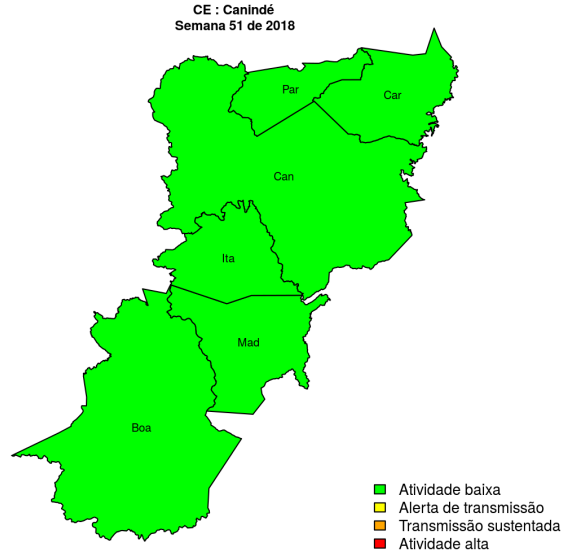 CE : Canindé
Semana 51 de 2018
Par
Car
Can
Ita
Mad
Boa
Atividade baixa
Alerta de transmissão
Transmissão sustentada
Atividade alta